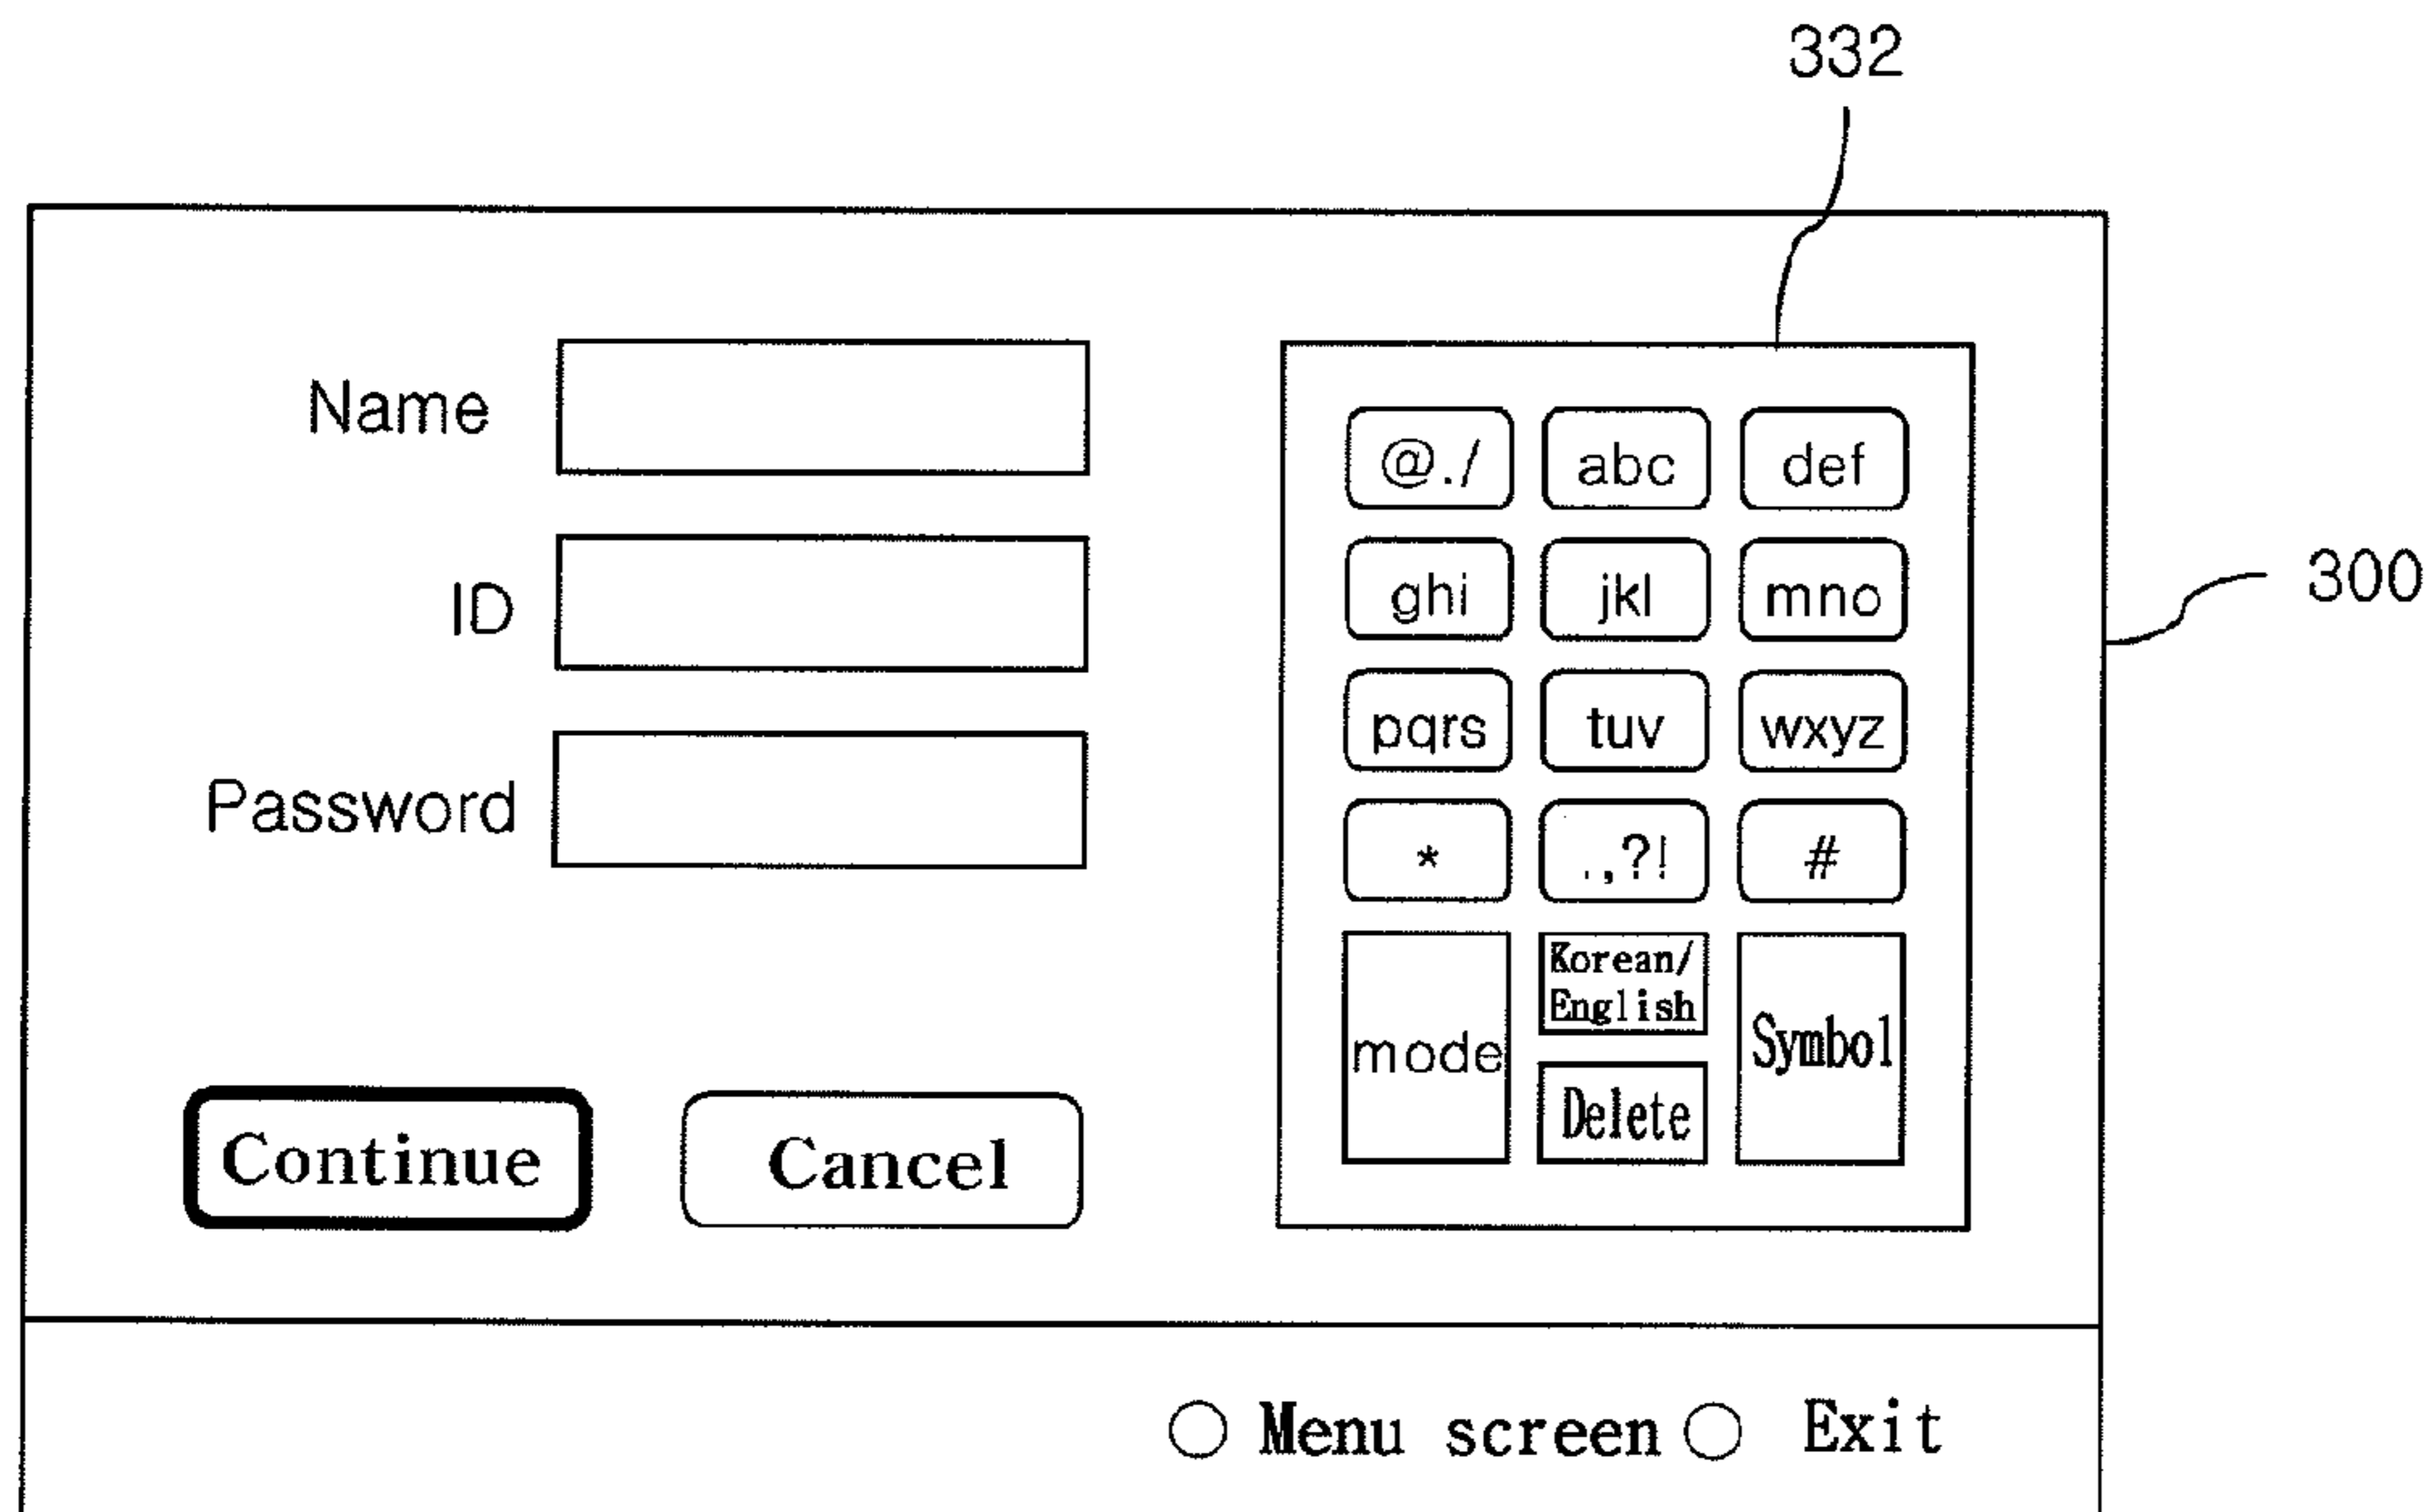 332
Name
ID
Password
Continue
Cancel
@./ abc def
ghi jkl mno
pqrs tuv wxyz
* .,?! #
mode
Korean/
English
Delete
Symbol
300
Menu screen Exit